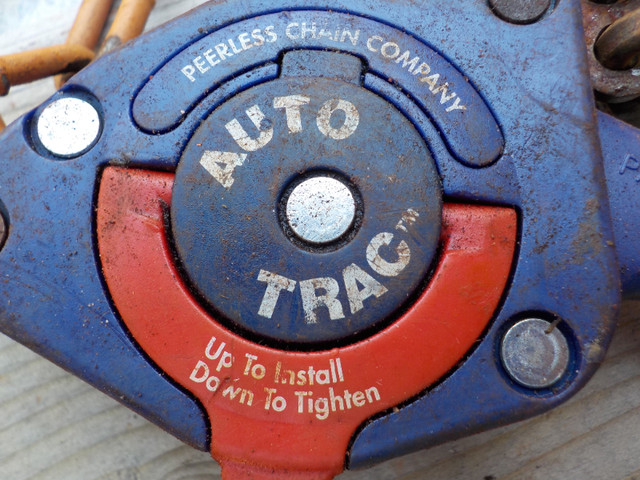 PEERLESS CHAIN COMPANY
AUTO
TRAC™
Up To Install
Down To Tighten